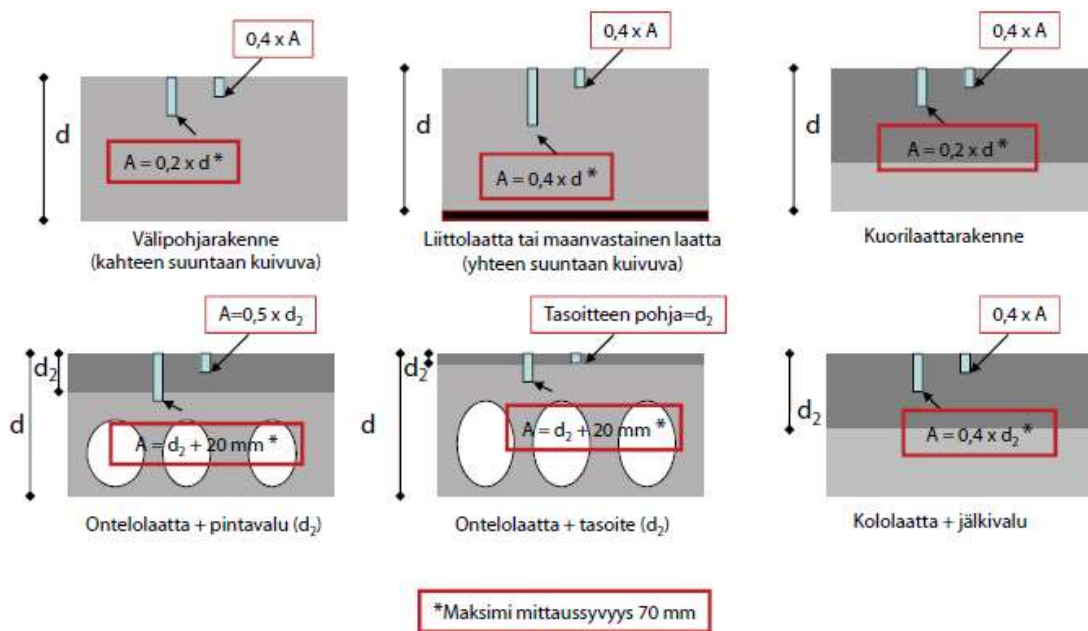 0,4 x A
0,4 x A
0,4 x A
d
d
d
A = 0,2 x d*
A = 0,4 x d*
A = 0,2 x d*
Välipohjarakenne
(kahteen suuntaan kuivuva)
Liittolaatta tai maanvastainen laatta
(yhteen suuntaan kuivuva)
Kuorilaattarakenne
A=0,5 x d₂
Tasoitteen pohja=d₂
0,4 x A
d₂
d₂
d
d
d₂
A = d₂ + 20 mm *
A = d₂ + 20 mm *
A = 0,4 x d₂*
Ontelolaatta + pintavalu (d₂)
Ontelolaatta + tasoite (d₂)
Kololaatta + jälkivalu
*Maksimi mittaussyvyys 70 mm